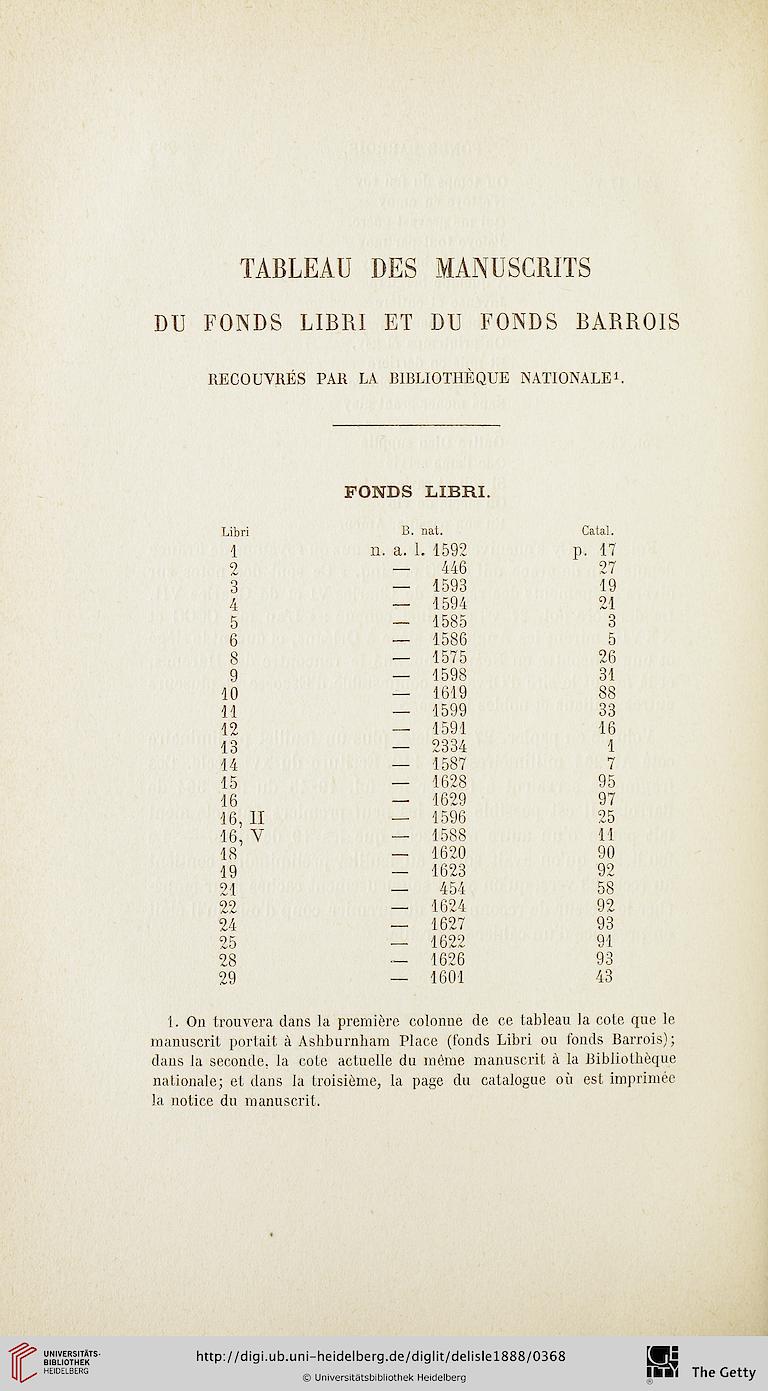 TABLEAU DES MANUSCRITS
DU FONDS LIBRI ET DU FONDS BARROIS
RECOUVRÉS PAR LA BIBLIOTHÈQUE NATIONALE¹.
FONDS LIBRI.
Libri B. nat. Catal.
1 n. a. l. 1592 p. 17
2 — 446 27
3 — 1593 19
4 — 1594 21
5 — 1585 3
6 — 1586 5
8 — 1575 26
9 — 1598 31
10 — 1619 88
11 — 1599 33
12 — 1591 16
13 — 2334 1
14 — 1587 7
15 — 1628 95
16 — 1629 97
16, II — 1596 25
16, V — 1588 11
18 — 1620 90
19 — 1623 92
21 — 454 58
22 — 1624 92
24 — 1627 93
25 — 1622 91
28 — 1626 93
29 — 1601 43
1. On trouvera dans la première colonne de ce tableau la cote que le
manuscrit portait à Ashburnham Place (fonds Libri ou fonds Barrois);
dans la seconde, la cote actuelle du même manuscrit à la Bibliothèque
nationale; et dans la troisième, la page du catalogue où est imprimée
la notice du manuscrit.
UNIVERSITÄTS-
BIBLIOTHEK
HEIDELBERG
http://digi.ub.uni-heidelberg.de/diglit/delisle1888/0368
© Universitätsbibliothek Heidelberg
The Getty